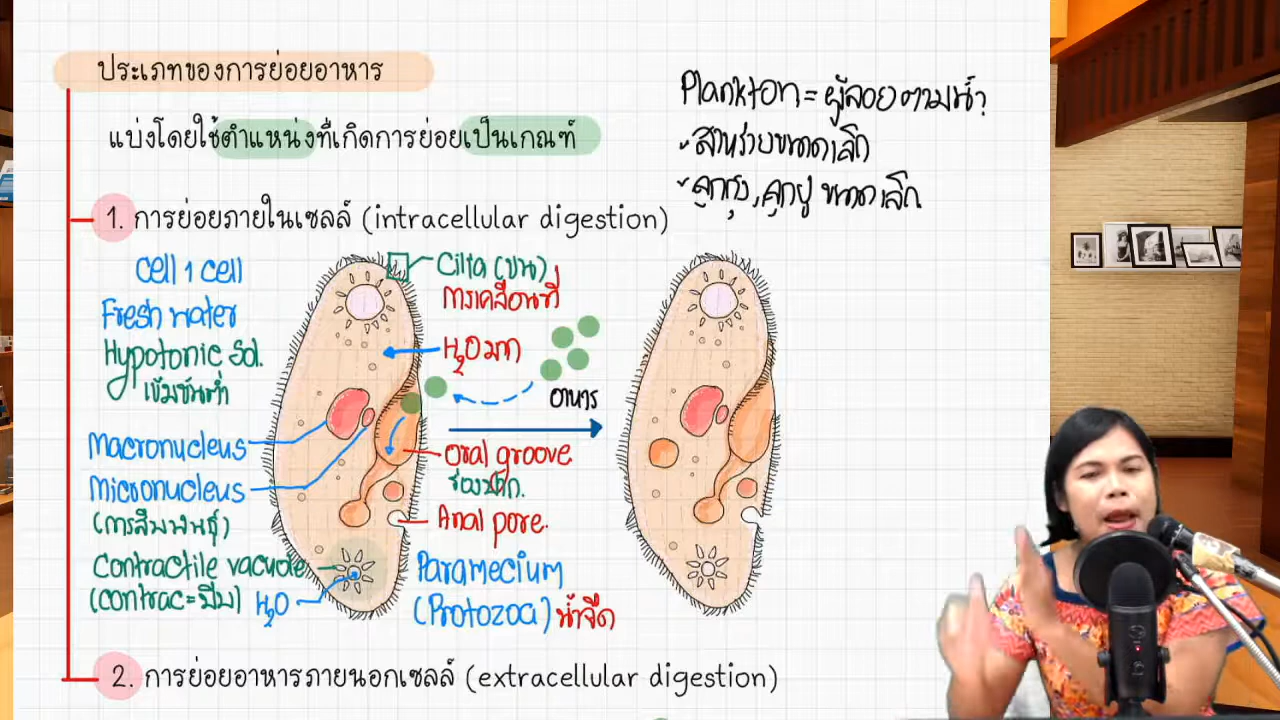 ประเภทของการย่อยอาหาร
แบ่งโดยใช้ตำแหน่งที่เกิดการย่อยเป็นเกณฑ์
Plankton = ผู้ลอยตามน้ำ
สาหร่ายขนาดเล็ก
ลูกกุ้ง, ลูกปู ขนาดเล็ก
1. การย่อยภายในเซลล์ (intracellular digestion)
Cell 1 cell
Fresh water
Hypotonic Sol.
เข้มข้นต่ำ
Macronucleus
Micronucleus
(การสืบพันธุ์)
Contractile vacuole
(contrac = บีบ) H2O
Cilia (ขน)
การเคลื่อนที่
H2O มาก
อาหาร
Oral groove
ร่องปาก.
Anal pore.
Paramecium
(Protozoa) น้ำจืด
2. การย่อยอาหารภายนอกเซลล์ (extracellular digestion)